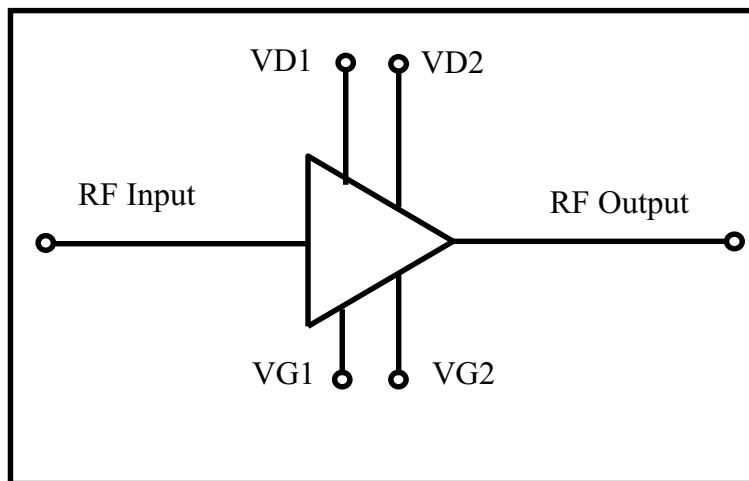 VD1
VD2
RF Input
RF Output
VG1
VG2